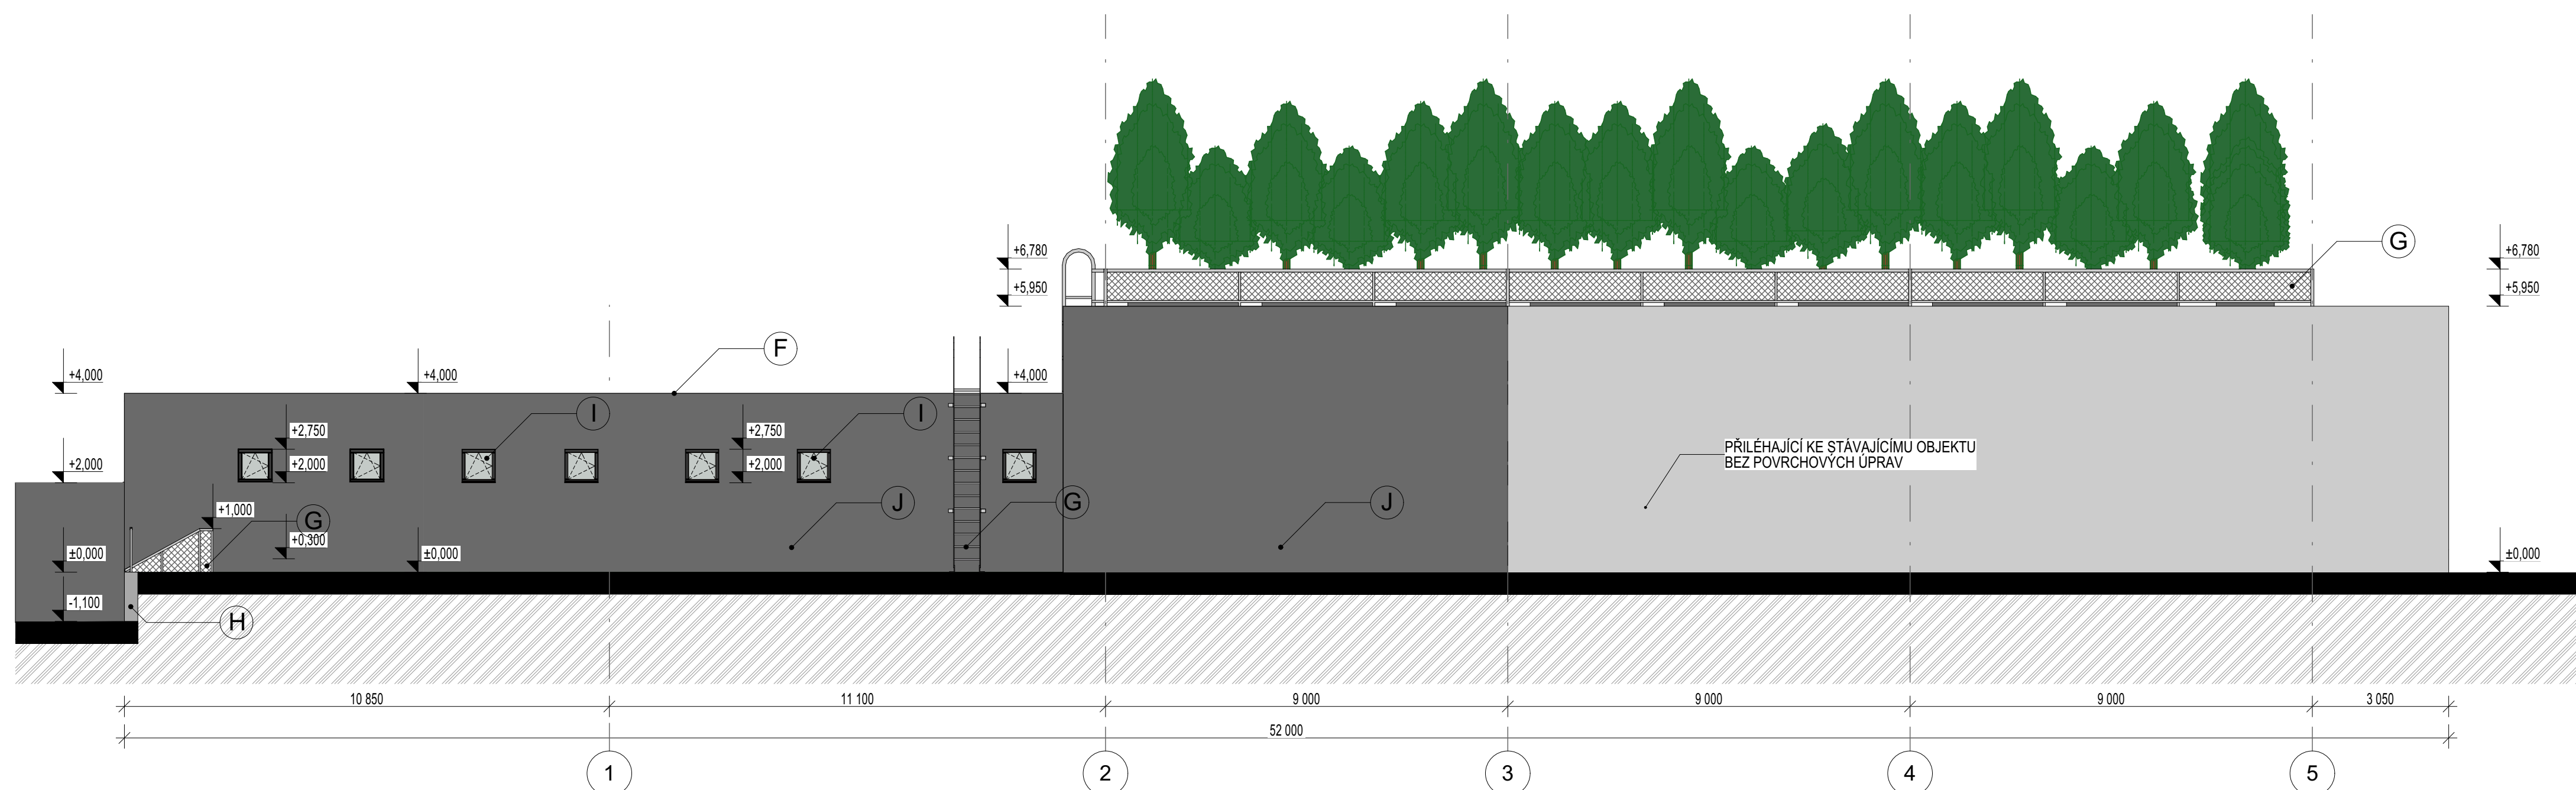 +6,780
G
+6,780
+5,950
+5,950
F
+4,000
+4,000
+4,000
I
I
+2,750
+2,750
PŘILÉHAJÍCÍ KE STÁVAJÍCÍMU OBJEKTU
BEZ POVRCHOVÝCH ÚPRAV
+2,000
+2,000
+2,000
J
G
J
+1,000
G
+0,300
±0,000
±0,000
±0,000
-1,100
H
10 850
11 100
9 000
9 000
9 000
3 050
52 000
1
2
3
4
5